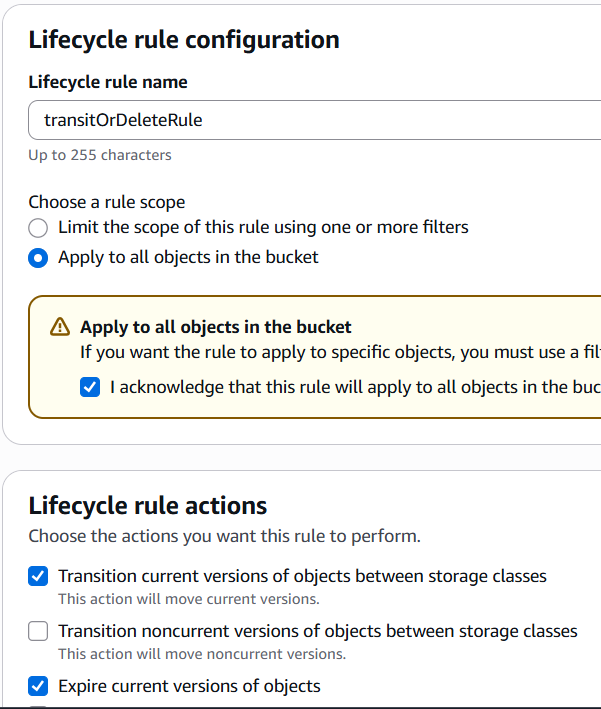 Lifecycle rule configuration
Lifecycle rule name
transitOrDeleteRule
Up to 255 characters
Choose a rule scope
Limit the scope of this rule using one or more filters
Apply to all objects in the bucket
Apply to all objects in the bucket
If you want the rule to apply to specific objects, you must use a fil
I acknowledge that this rule will apply to all objects in the buc
Lifecycle rule actions
Choose the actions you want this rule to perform.
Transition current versions of objects between storage classes
This action will move current versions.
Transition noncurrent versions of objects between storage classes
This action will move noncurrent versions.
Expire current versions of objects